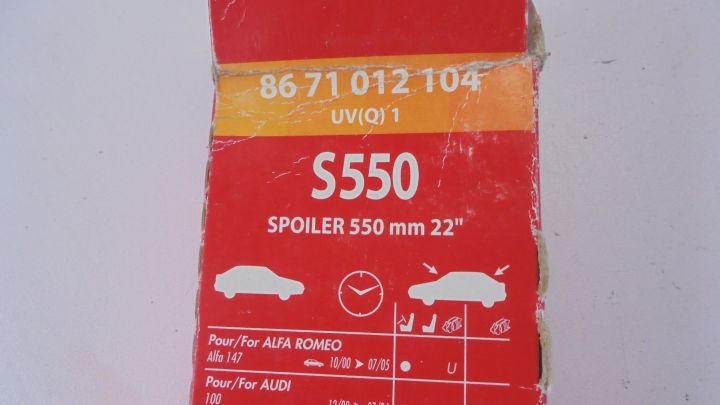 86 71 012 104
UV(Q) 1
S550
SPOILER 550 mm 22"
Pour/For ALFA ROMEO
Alfa 147 10/00 ➤ 07/05 ● U
Pour/For AUDI
100